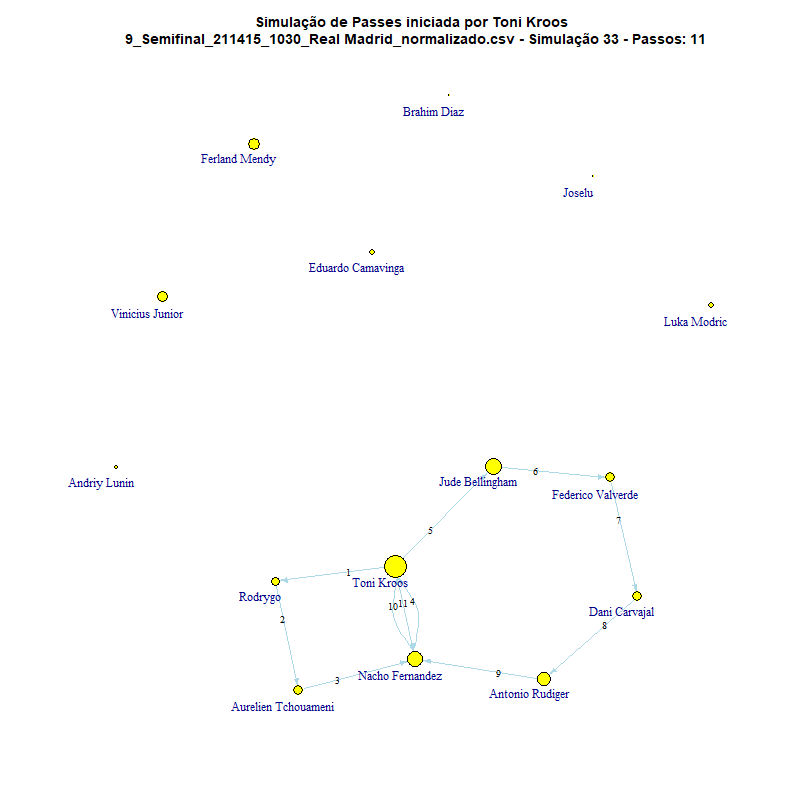 Simulação de Passes iniciada por Toni Kroos
9_Semifinal_211415_1030_Real Madrid_normalizado.csv - Simulação 33 - Passos: 11
Brahim Diaz
Ferland Mendy
Joselu
Eduardo Camavinga
Vinicius Junior
Luka Modric
Andriy Lunin
6
Jude Bellingham
Federico Valverde
7
5
1
Toni Kroos
Rodrygo
10
11
4
Dani Carvajal
2
8
9
3
Nacho Fernandez
Antonio Rudiger
Aurelien Tchouameni